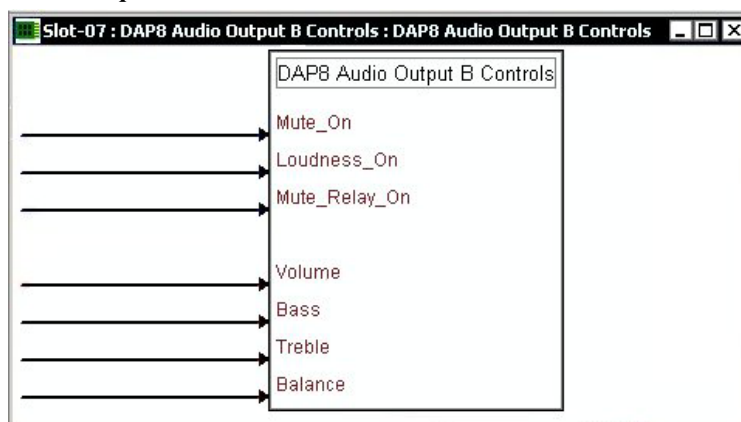 Slot-07 : DAP8 Audio Output B Controls : DAP8 Audio Output B Controls
DAP8 Audio Output B Controls
Mute_On
Loudness_On
Mute_Relay_On
Volume
Bass
Treble
Balance